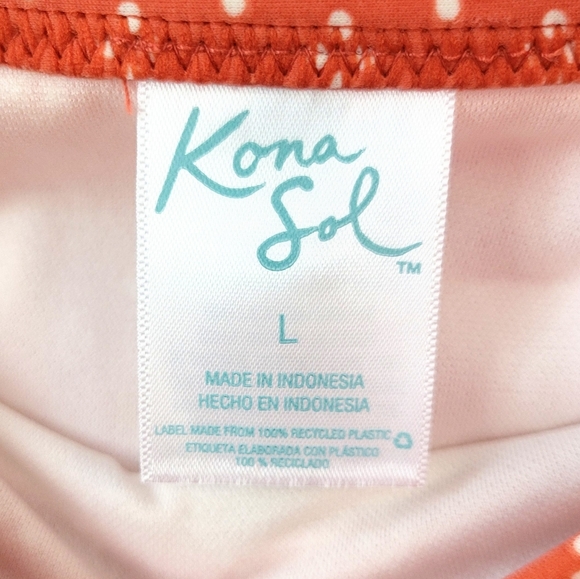 Kona
Sol
TM
L
MADE IN INDONESIA
HECHO EN INDONESIA
LABEL MADE FROM 100% RECYCLED PLASTIC
ETIQUETA ELABORADA CON PLÁSTICO
100 % RECICLADO